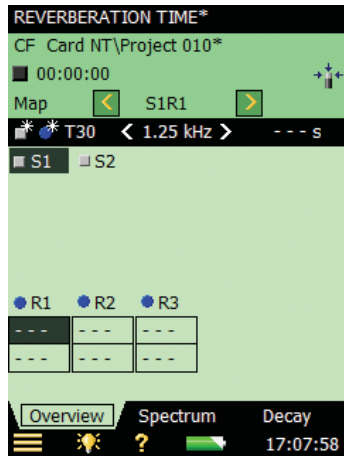 REVERBERATION TIME*
CF Card NT\Project 010*
00:00:00
Map < S1R1 >
T30 < 1.25 kHz > - - - s
S1 S2
R1 R2 R3
- - - - - - - - -
- - - - - - - - -
Overview Spectrum Decay
? 17:07:58